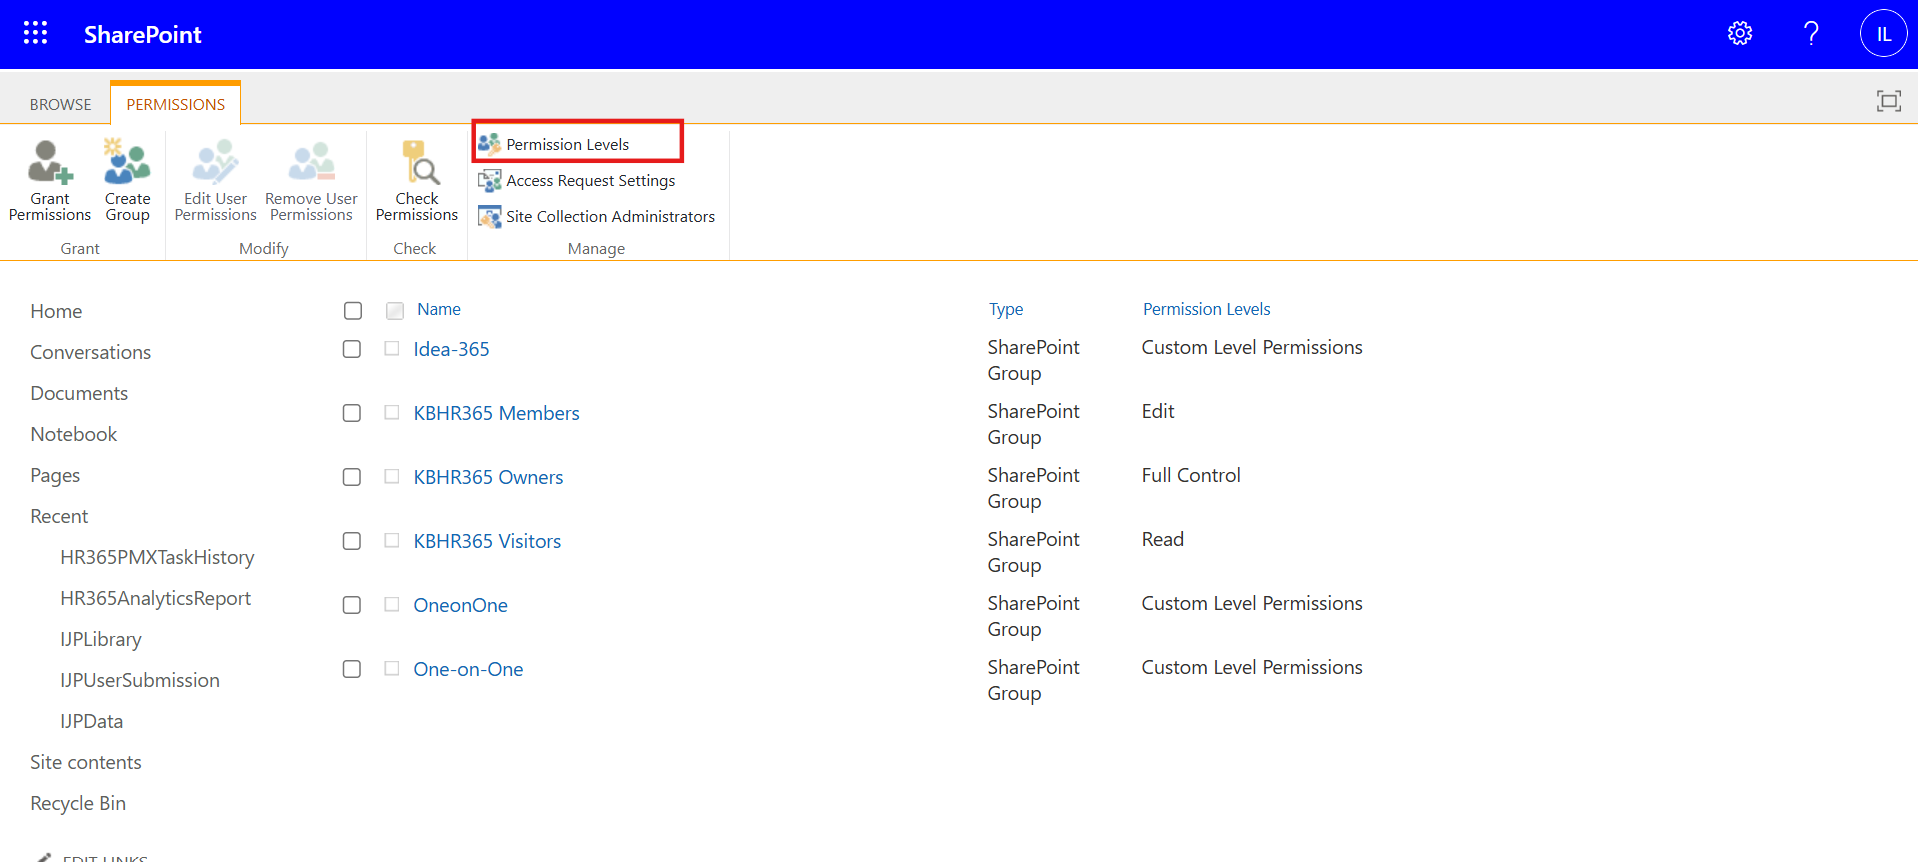 SharePoint
?
IL
BROWSE
PERMISSIONS
Grant
Permissions
Create
Group
Grant
Edit User
Permissions
Remove User
Permissions
Modify
Check
Permissions
Check
Permission Levels
Access Request Settings
Site Collection Administrators
Manage
Home
Conversations
Documents
Notebook
Pages
Recent
HR365PMXTaskHistory
HR365AnalyticsReport
IJPLibrary
IJPUserSubmission
IJPData
Site contents
Recycle Bin
EDIT LINKS
Name Type Permission Levels
Idea-365 SharePoint Custom Level Permissions
Group
KBHR365 Members SharePoint Edit
Group
KBHR365 Owners SharePoint Full Control
Group
KBHR365 Visitors SharePoint Read
Group
OneonOne SharePoint Custom Level Permissions
Group
One-on-One SharePoint Custom Level Permissions
Group